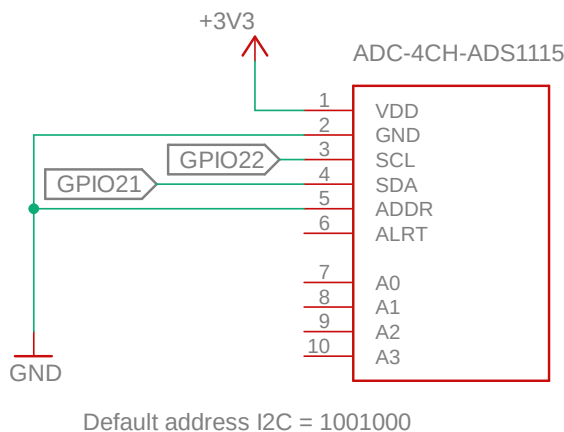 +3V3
ADC-4CH-ADS1115
1 VDD
2 GND
GPIO22 3 SCL
GPIO21 4 SDA
5 ADDR
6 ALRT
7 A0
8 A1
9 A2
10 A3
GND
Default address I2C = 1001000